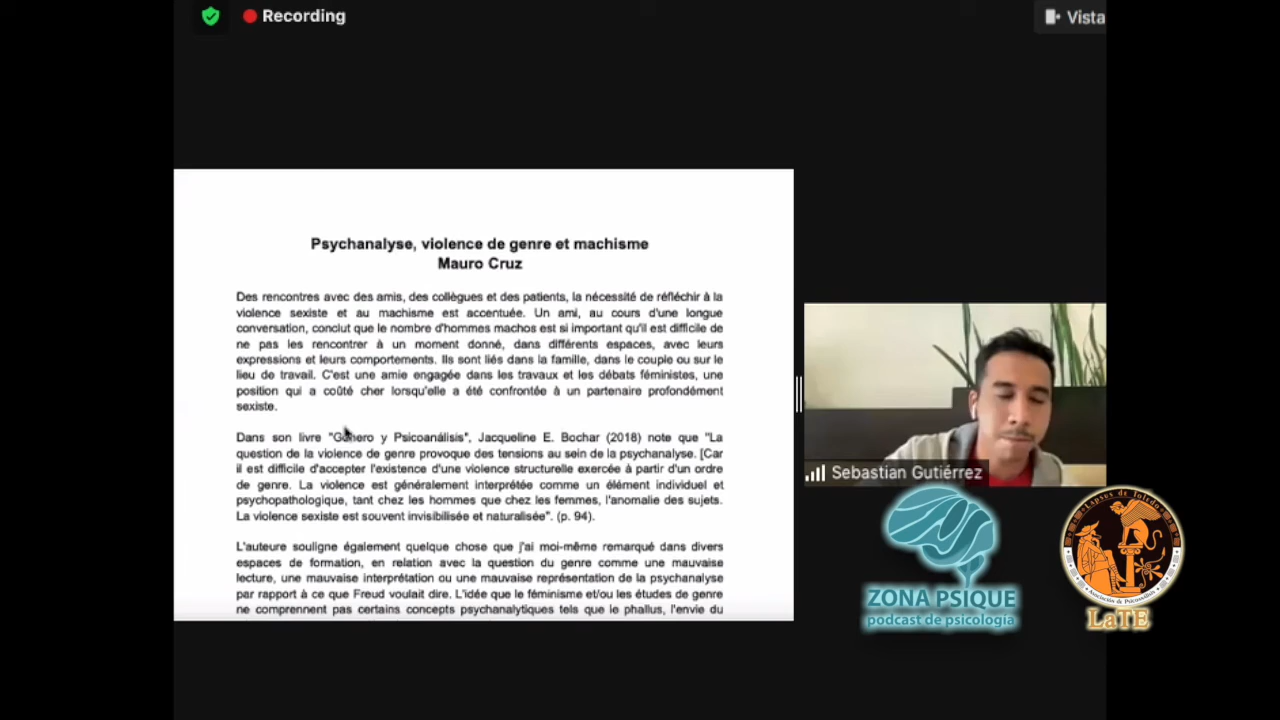 Recording
Vista
Psychanalyse, violence de genre et machisme
Mauro Cruz
Des rencontres avec des amis, des collègues et des patients, la nécessité de réfléchir à la
violence sexiste et au machisme est accentuée. Un ami, au cours d'une longue
conversation, conclut que le nombre d'hommes machos est si important qu'il est difficile de
ne pas les rencontrer à un moment donné, dans différents espaces, avec leurs
expressions et leurs comportements. Ils sont liés dans la famille, dans le couple ou sur le
lieu de travail. C'est une amie engagée dans les travaux et les débats féministes, une
position qui a coûté cher lorsqu'elle a été confrontée à un partenaire profondément
sexiste.
Dans son livre "Género y Psicoanálisis", Jacqueline E. Bochar (2018) note que "La
question de la violence de genre provoque des tensions au sein de la psychanalyse. [Car
il est difficile d'accepter l'existence d'une violence structurelle exercée à partir d'un ordre
de genre. La violence est généralement interprétée comme un élément individuel et
psychopathologique, tant chez les hommes que chez les femmes, l'anomalie des sujets.
La violence sexiste est souvent invisibilisée et naturalisée". (p. 94).
L'auteure souligne également quelque chose que j'ai moi-même remarqué dans divers
espaces de formation, en relation avec la question du genre comme une mauvaise
lecture, une mauvaise interprétation ou une mauvaise représentation de la psychanalyse
par rapport à ce que Freud voulait dire. L'idée que le féminisme et/ou les études de genre
ne comprennent pas certains concepts psychanalytiques tels que le phallus, l'envie du
Sebastian Gutiérrez
ZONA PSIQUE
podcast de psicología
Lapsus de Toledo
Asociación de Psicoanálisis
LaTE